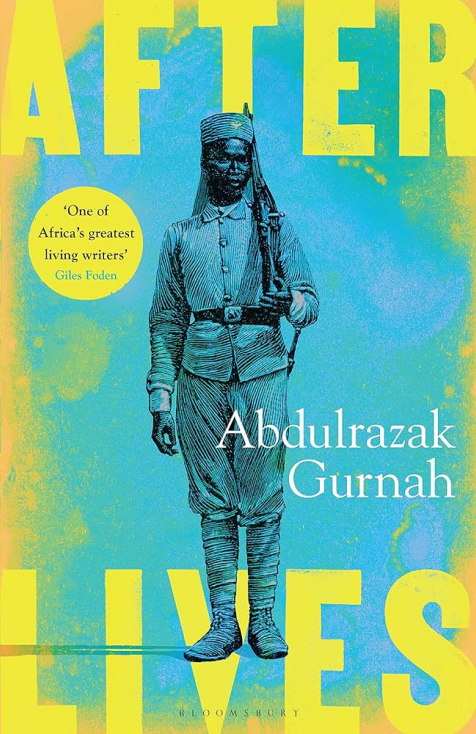 AFTER
‘One of
Africa’s greatest
living writers’
Giles Foden
Abdulrazak
Gurnah
LIVES
BLOOMSBURY